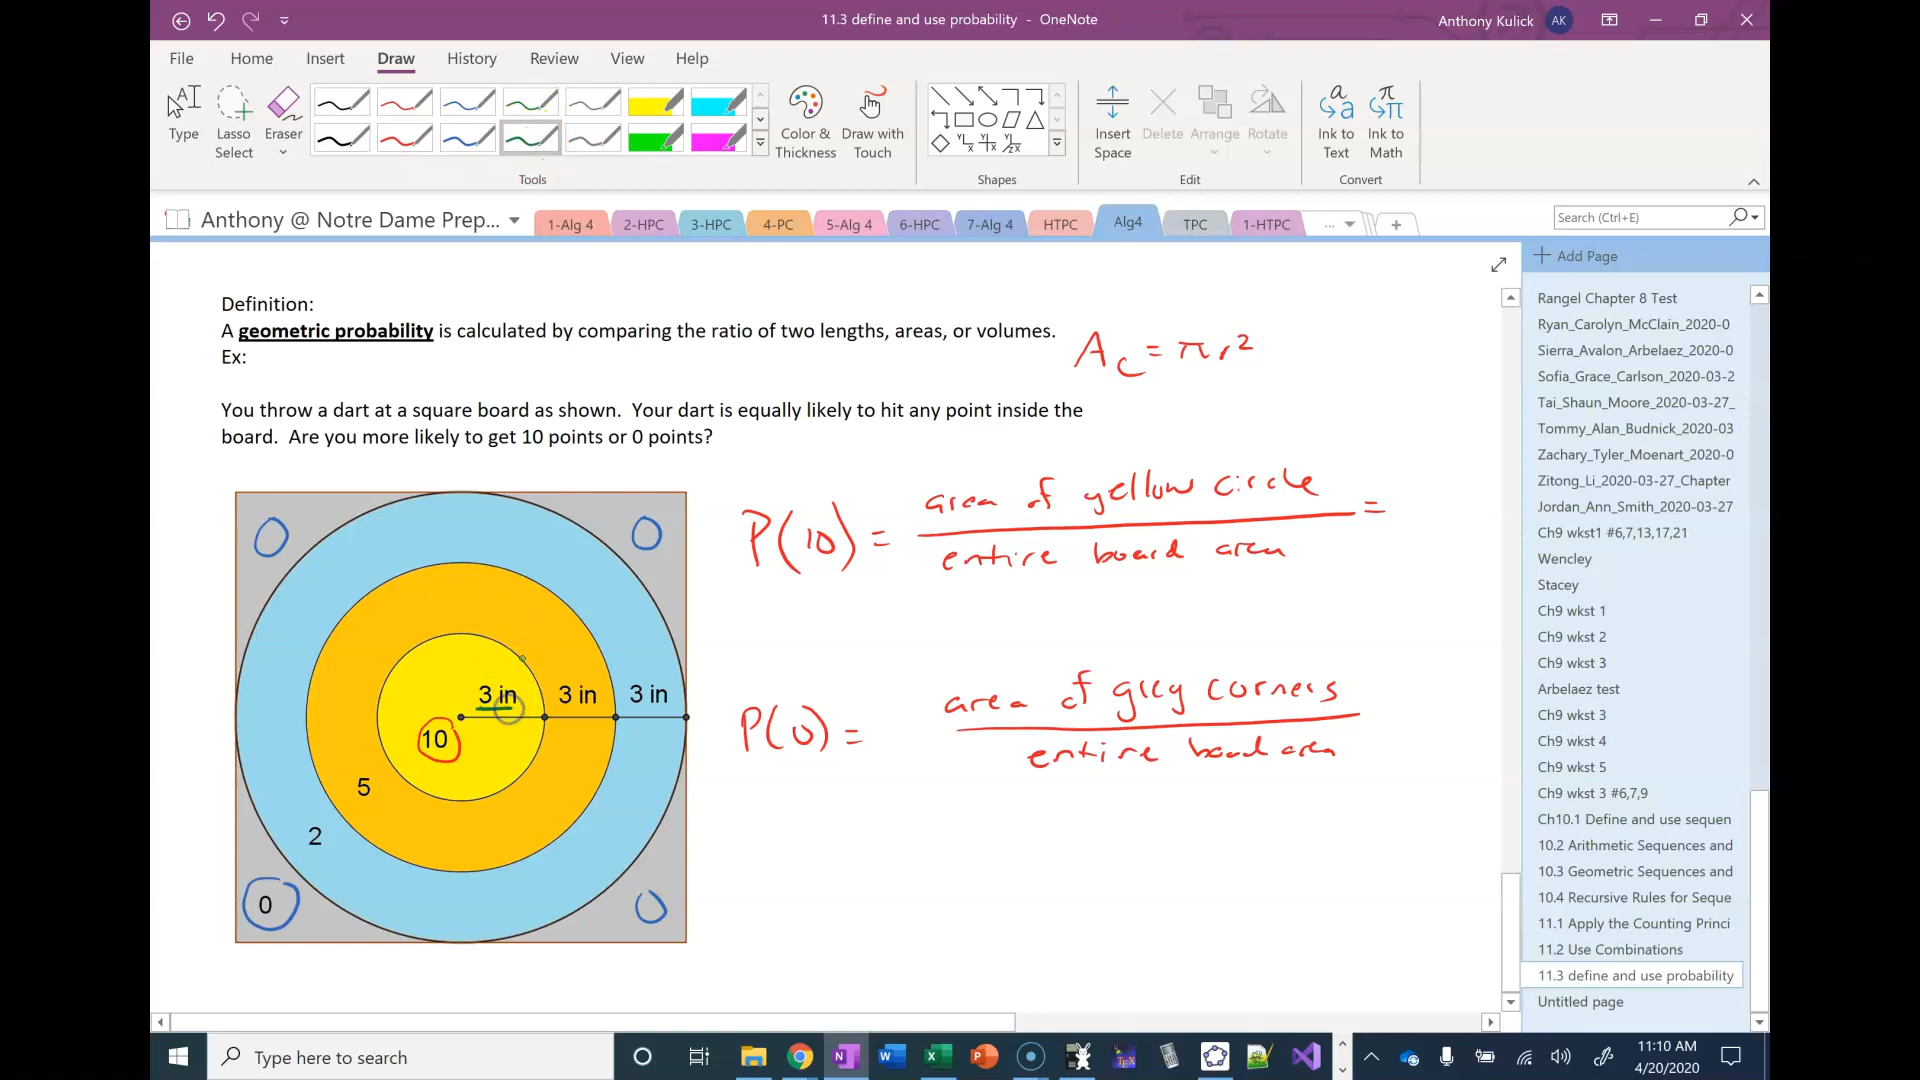 11.3 define and use probability - OneNote
Anthony Kulick AK
File Home Insert Draw History Review View Help
Type
Lasso Select
Eraser
Color & Thickness
Draw with Touch
Insert Space
Delete
Arrange
Rotate
Ink to Text
Ink to Math
Tools
Shapes
Edit
Convert
Anthony @ Notre Dame Prep...
1-Alg 4 2-HPC 3-HPC 4-PC 5-Alg 4 6-HPC 7-Alg 4 HTPC Alg4 TPC 1-HTPC ...
Search (Ctrl+E)
Add Page
Definition:
A geometric probability is calculated by comparing the ratio of two lengths, areas, or volumes.
Ex:
A_C = πr²
You throw a dart at a square board as shown. Your dart is equally likely to hit any point inside the
board. Are you more likely to get 10 points or 0 points?
P(10) = area of yellow circle / entire board area =
P(0) = area of grey corners / entire board area
3 in 3 in 3 in
10
5
2
0
Rangel Chapter 8 Test
Ryan_Carolyn_McClain_2020-0
Sierra_Avalon_Arbelaez_2020-0
Sofia_Grace_Carlson_2020-03-2
Tai_Shaun_Moore_2020-03-27_
Tommy_Alan_Budnick_2020-03
Zachary_Tyler_Moenart_2020-0
Zitong_Li_2020-03-27_Chapter
Jordan_Ann_Smith_2020-03-27
Ch9 wkst1 #6,7,13,17,21
Wencley
Stacey
Ch9 wkst 1
Ch9 wkst 2
Ch9 wkst 3
Arbelaez test
Ch9 wkst 3
Ch9 wkst 4
Ch9 wkst 5
Ch9 wkst 3 #6,7,9
Ch10.1 Define and use sequen
10.2 Arithmetic Sequences and
10.3 Geometric Sequences and
10.4 Recursive Rules for Seque
11.1 Apply the Counting Princi
11.2 Use Combinations
11.3 define and use probability
Untitled page
Type here to search
11:10 AM
4/20/2020